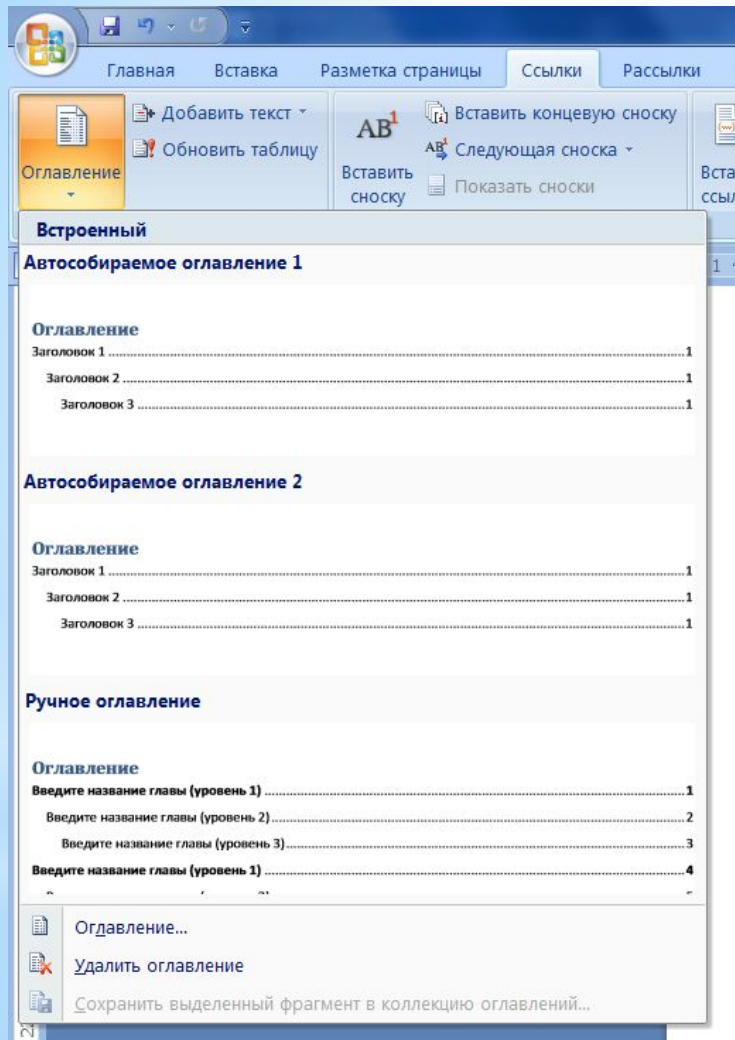 Главная Вставка Разметка страницы Ссылки Рассылки
Оглавление
Добавить текст
Обновить таблицу
AB1
Вставить
сноску
Вставить концевую сноску
Следующая сноска
Показать сноски
Встроенный
Автособираемое оглавление 1
Оглавление
Заголовок 1 ........ 1
Заголовок 2 ........ 1
Заголовок 3 ........ 1
Автособираемое оглавление 2
Оглавление
Заголовок 1 ........ 1
Заголовок 2 ........ 1
Заголовок 3 ........ 1
Ручное оглавление
Оглавление
Введите название главы (уровень 1) ........ 1
Введите название главы (уровень 2) ........ 2
Введите название главы (уровень 3) ........ 3
Введите название главы (уровень 1) ........ 4
Оглавление...
Удалить оглавление
Сохранить выделенный фрагмент в коллекцию оглавлений...